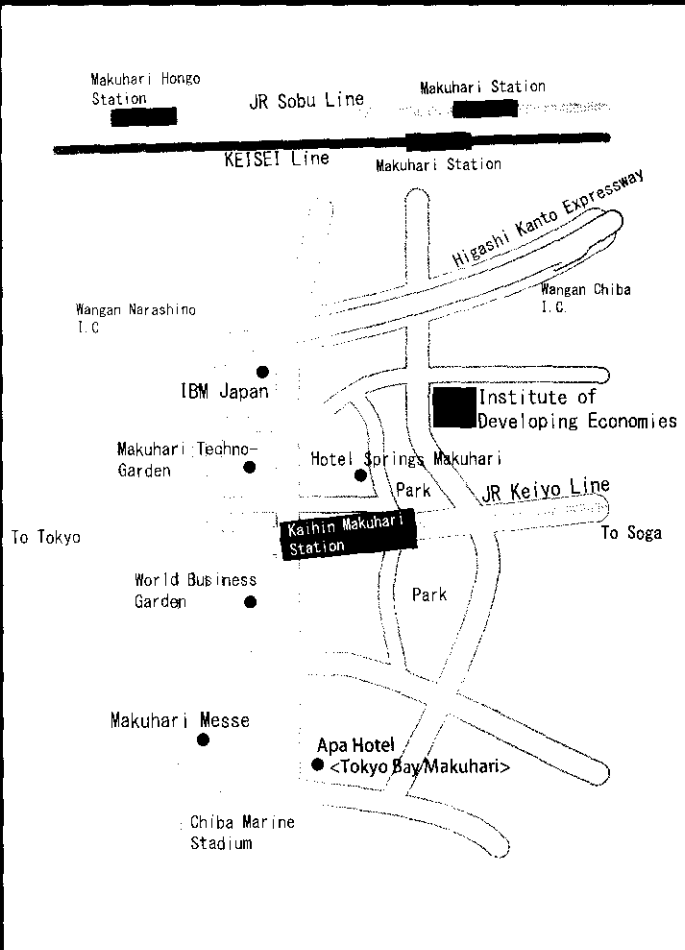 Makuhari Hongo
Station
JR Sobu Line
Makuhari Station
KEISEI Line
Makuhari Station
Higashi Kanto Expressway
Wangan Chiba
I.C.
Wangan Narashino
I.C
IBM Japan
Institute of
Developing Economies
Makuhari Techno-
Garden
Hotel Springs Makuhari
Park
JR Keiyo Line
Kaihin Makuhari
Station
To Tokyo
To Soga
World Business
Garden
Park
Makuhari Messe
Apa Hotel
<Tokyo Bay Makuhari>
Chiba Marine
Stadium